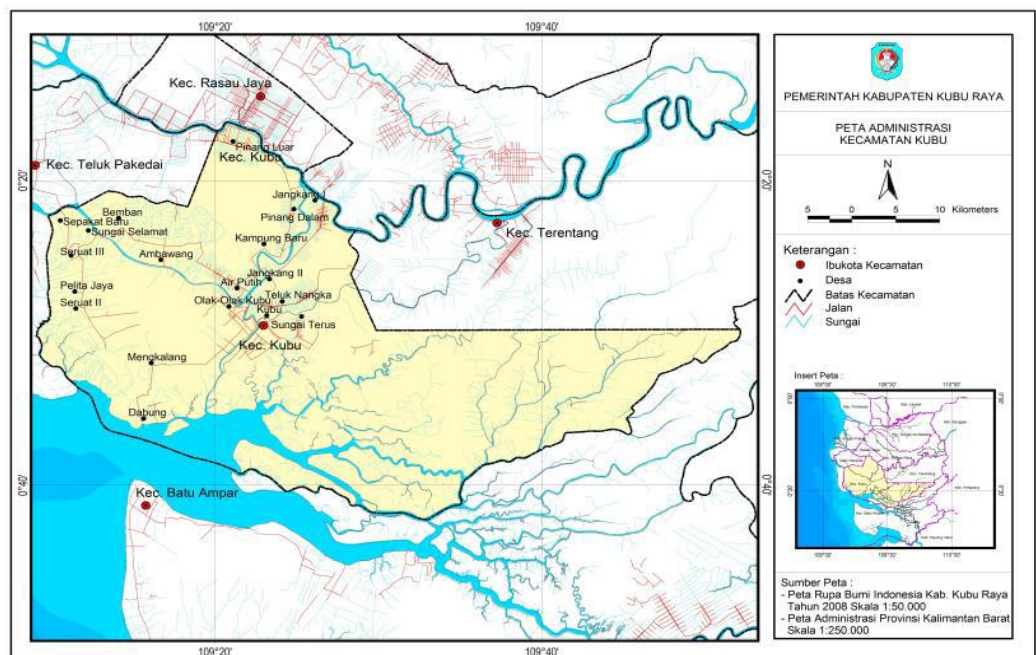 109°20'
109°40'
Kec. Rasau Jaya
Pinang Luar
Kec. Kubu
Kec. Teluk Pakedai
0°20'
0°20'
Jangkang I
Bemban
Pinang Dalam
Sepakat Baru
Sungai Selamat
Kec. Terentang
Kampung Baru
Seruat III
Ambawang
Jangkang II
Air Putih
Pelita Jaya
Teluk Nangka
Olak-Olak Kubu
Seruat II
Kubu
Sungai Terus
Kec. Kubu
Mengkalang
Dabung
0°40'
0°40'
Kec. Batu Ampar
109°20'
109°40'
PEMERINTAH KABUPATEN KUBU RAYA
PETA ADMINISTRASI
KECAMATAN KUBU
N
5 0 5 10 Kilometers
Keterangan :
Ibukota Kecamatan
Desa
Batas Kecamatan
Jalan
Sungai
Insert Peta :
Sumber Peta :
- Peta Rupa Bumi Indonesia Kab. Kubu Raya
Tahun 2008 Skala 1:50.000
- Peta Administrasi Provinsi Kalimantan Barat
Skala 1:250.000